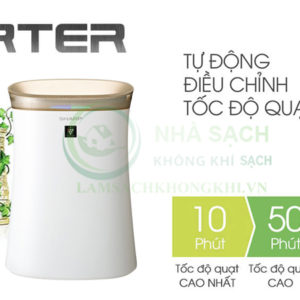 RTER
TỰ ĐỘNG
ĐIỀU CHỈNH
TỐC ĐỘ QUẠ
SHARP
NHÀ SẠCH
KHÔNG KHÍ SẠCH
LAMSACHKHONGKHI.VN
10
Phút
50
Phút
Tốc độ quạt
CAO NHẤT
Tốc độ qu
CAO